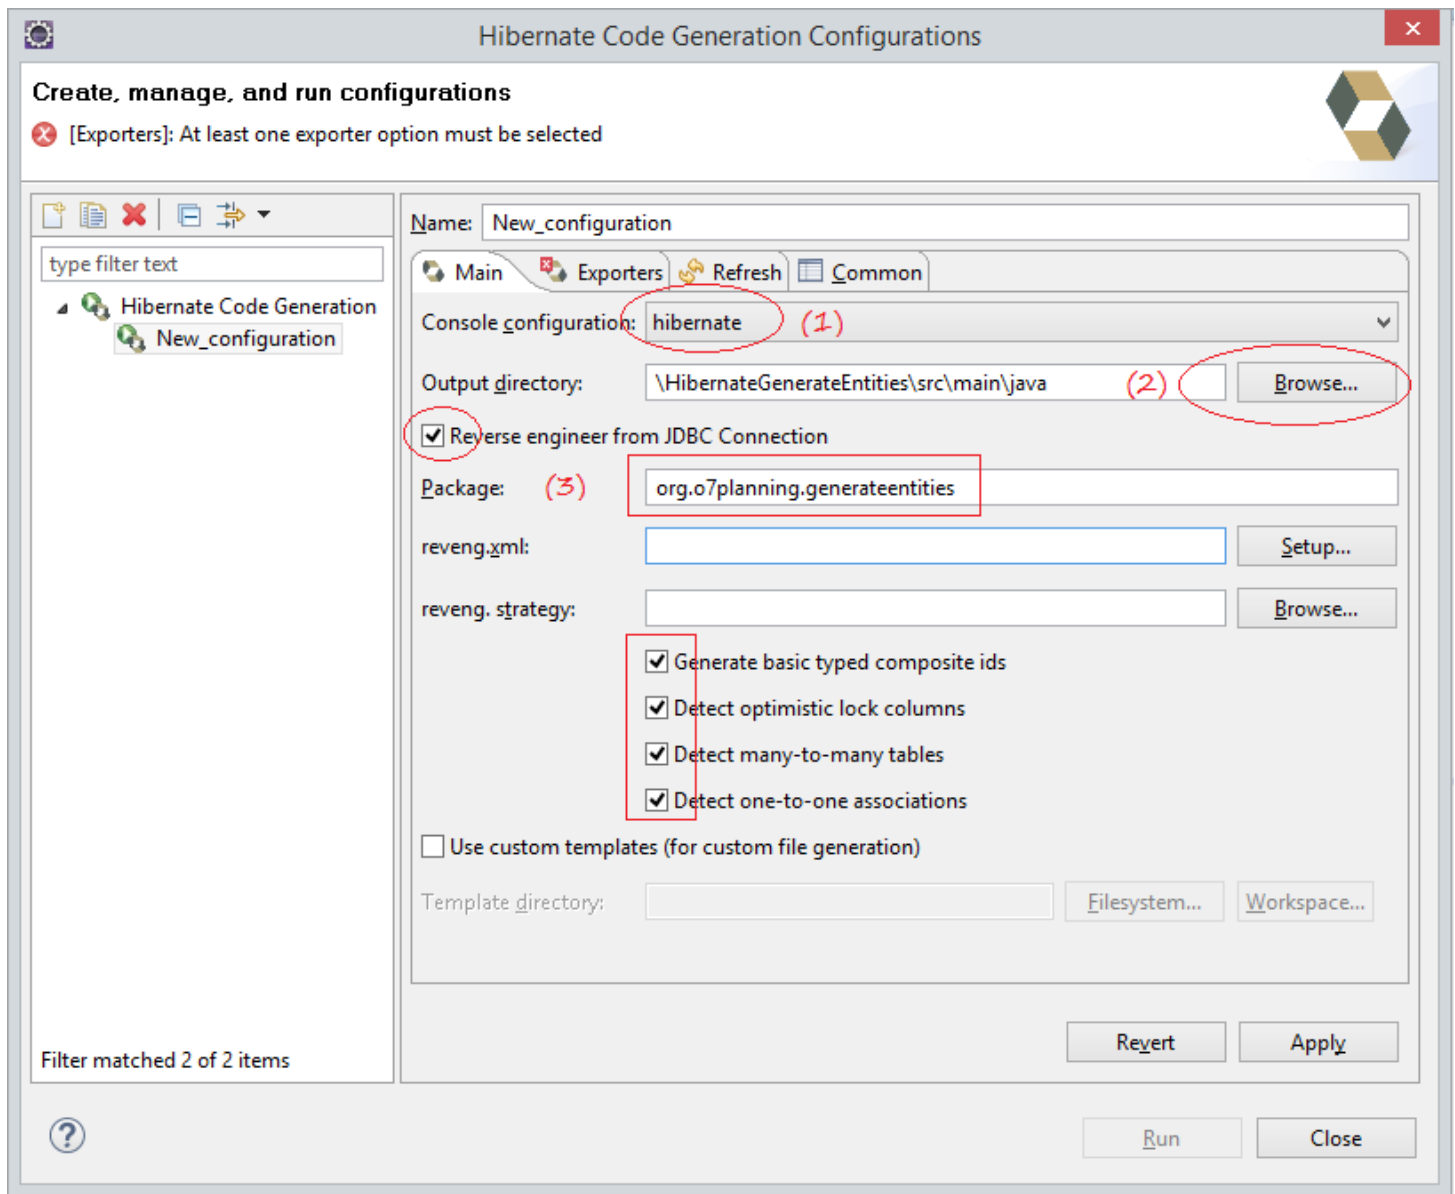 Hibernate Code Generation Configurations
Create, manage, and run configurations
[Exporters]: At least one exporter option must be selected
type filter text
Hibernate Code Generation
New_configuration
Filter matched 2 of 2 items
Name: New_configuration
Main Exporters Refresh Common
Console configuration: hibernate (1)
Output directory: \HibernateGenerateEntities\src\main\java (2) Browse...
Reverse engineer from JDBC Connection
Package: (3) org.o7planning.generateentities
reveng.xml: Setup...
reveng. strategy: Browse...
Generate basic typed composite ids
Detect optimistic lock columns
Detect many-to-many tables
Detect one-to-one associations
Use custom templates (for custom file generation)
Template directory: Filesystem... Workspace...
Revert Apply
? Run Close